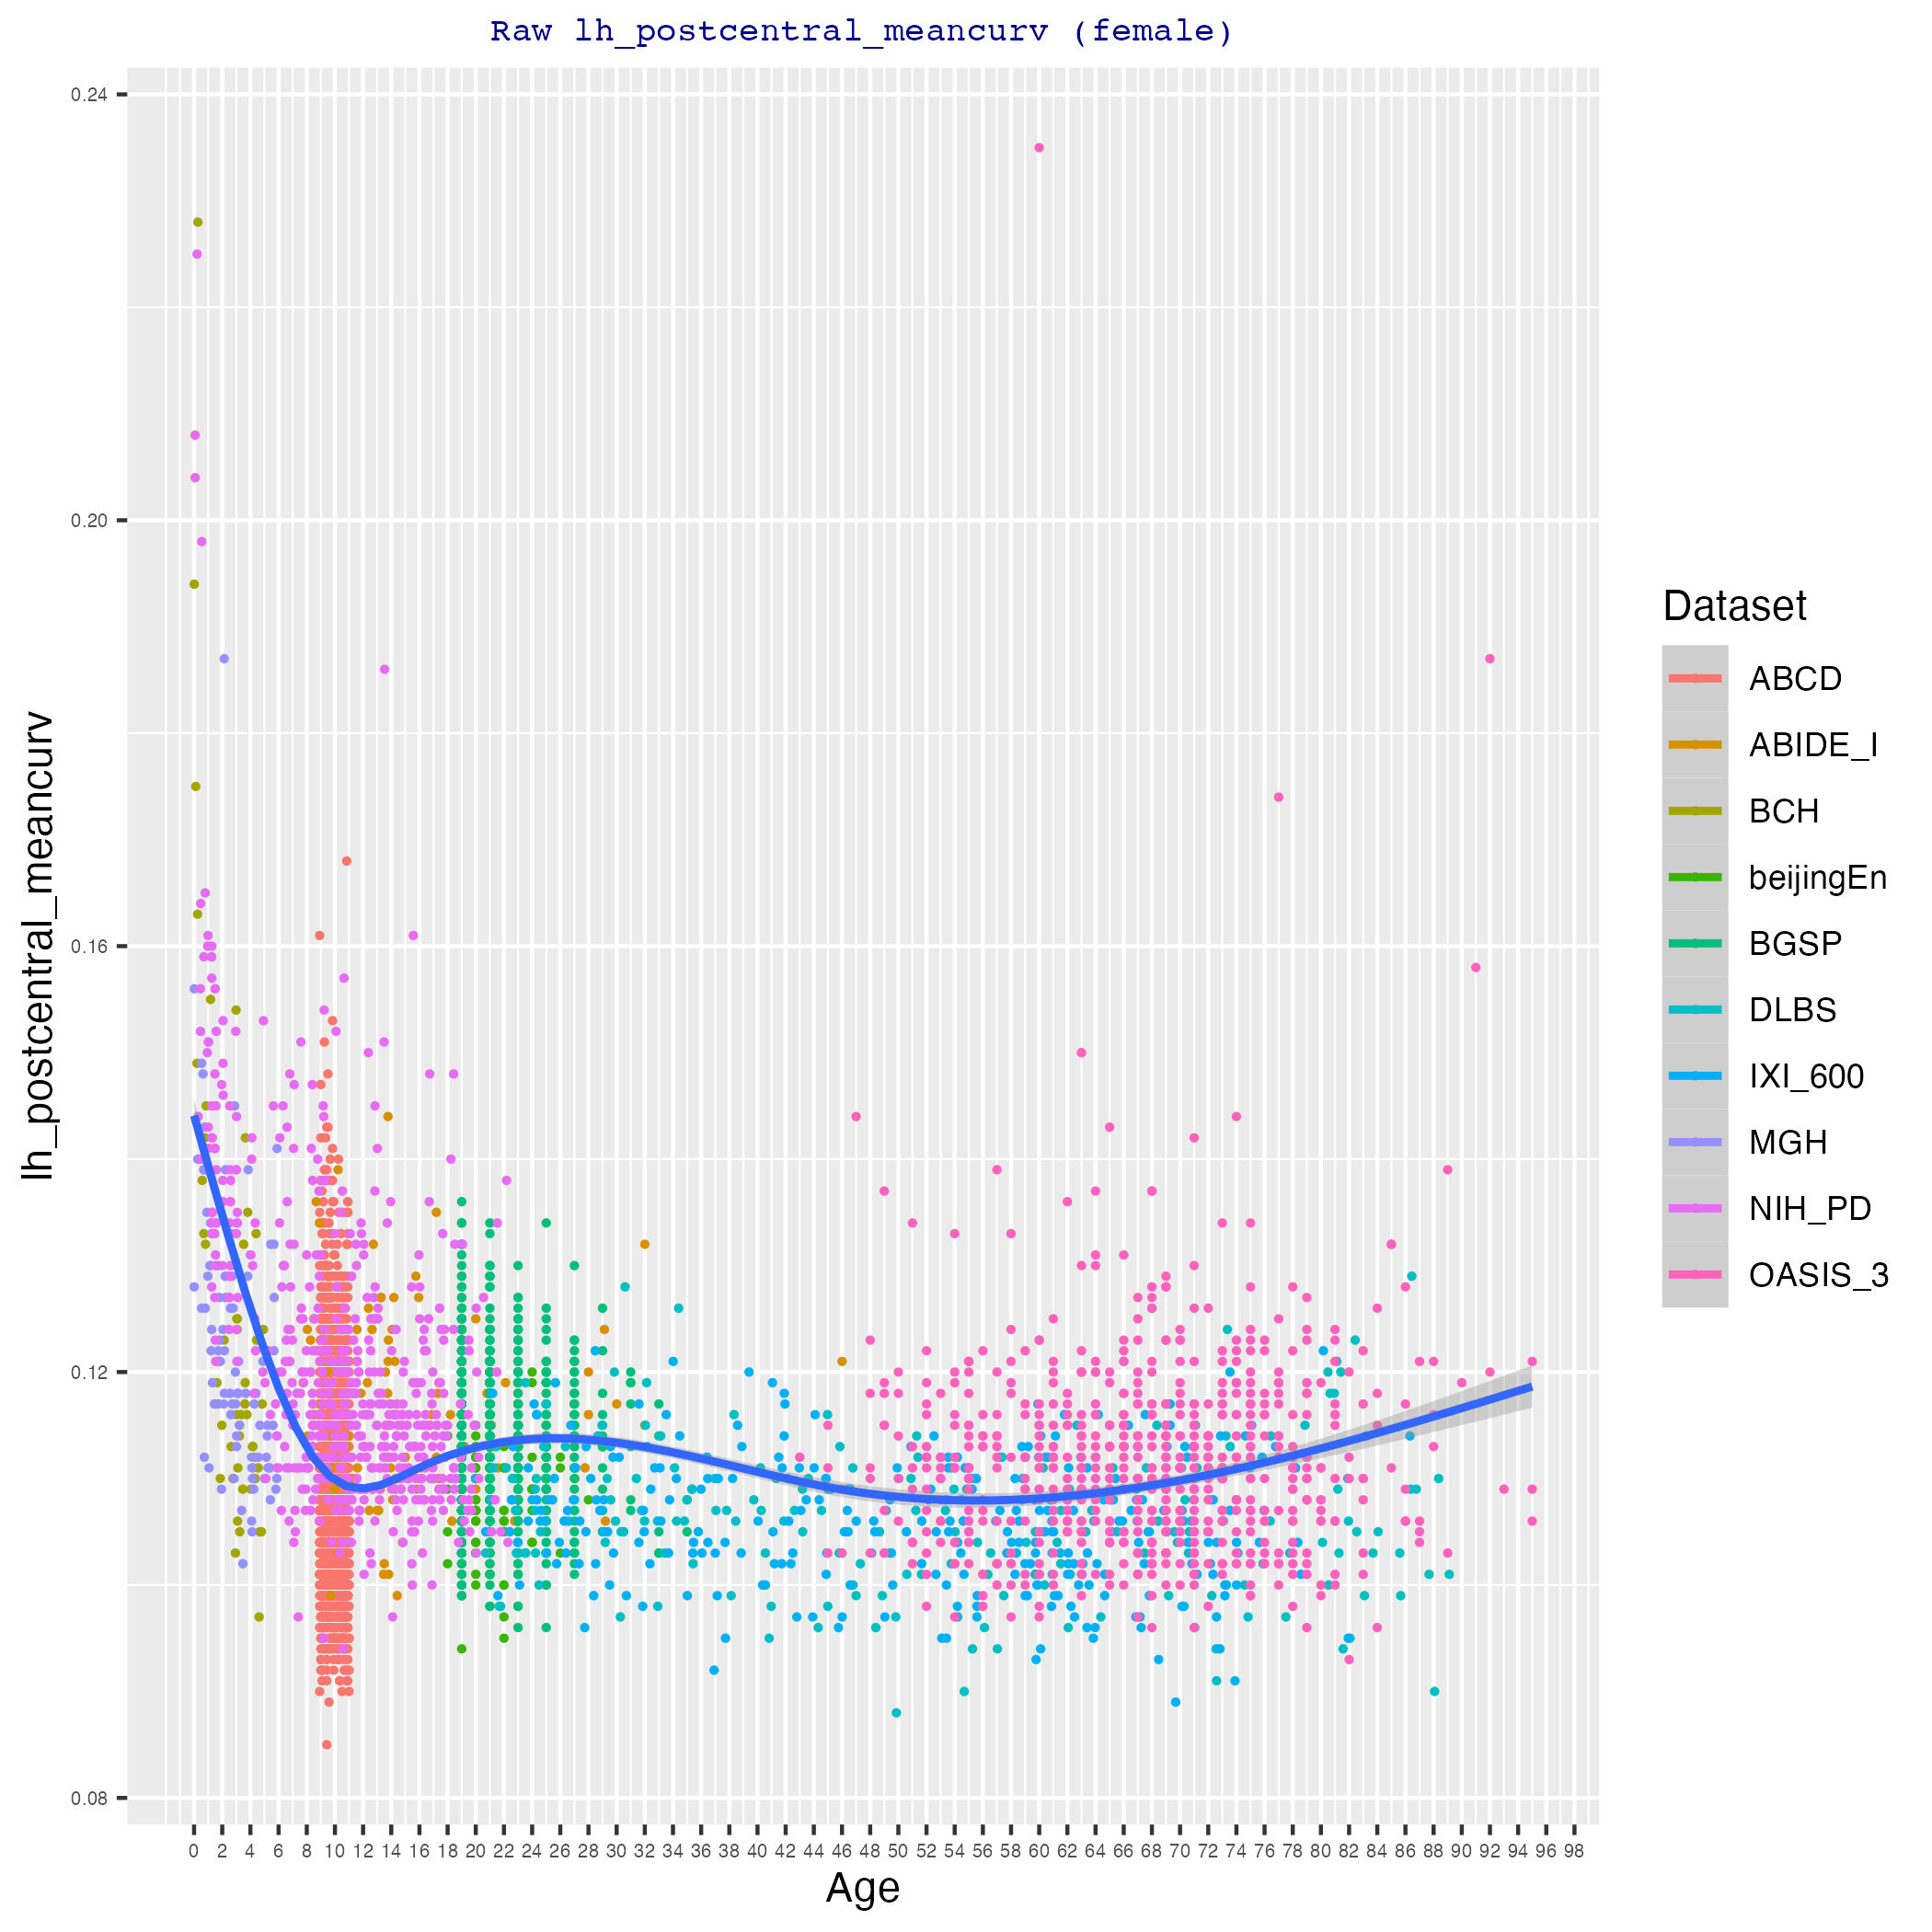 Raw lh_postcentral_meancurv (female)
0.24
0.20
0.16
0.12
0.08
lh_postcentral_meancurv
0 2 4 6 8 10 12 14 16 18 20 22 24 26 28 30 32 34 36 38 40 42 44 46 48 50 52 54 56 58 60 62 64 66 68 70 72 74 76 78 80 82 84 86 88 90 92 94 96 98
Age
Dataset
ABCD
ABIDE_I
BCH
beijingEn
BGSP
DLBS
IXI_600
MGH
NIH_PD
OASIS_3